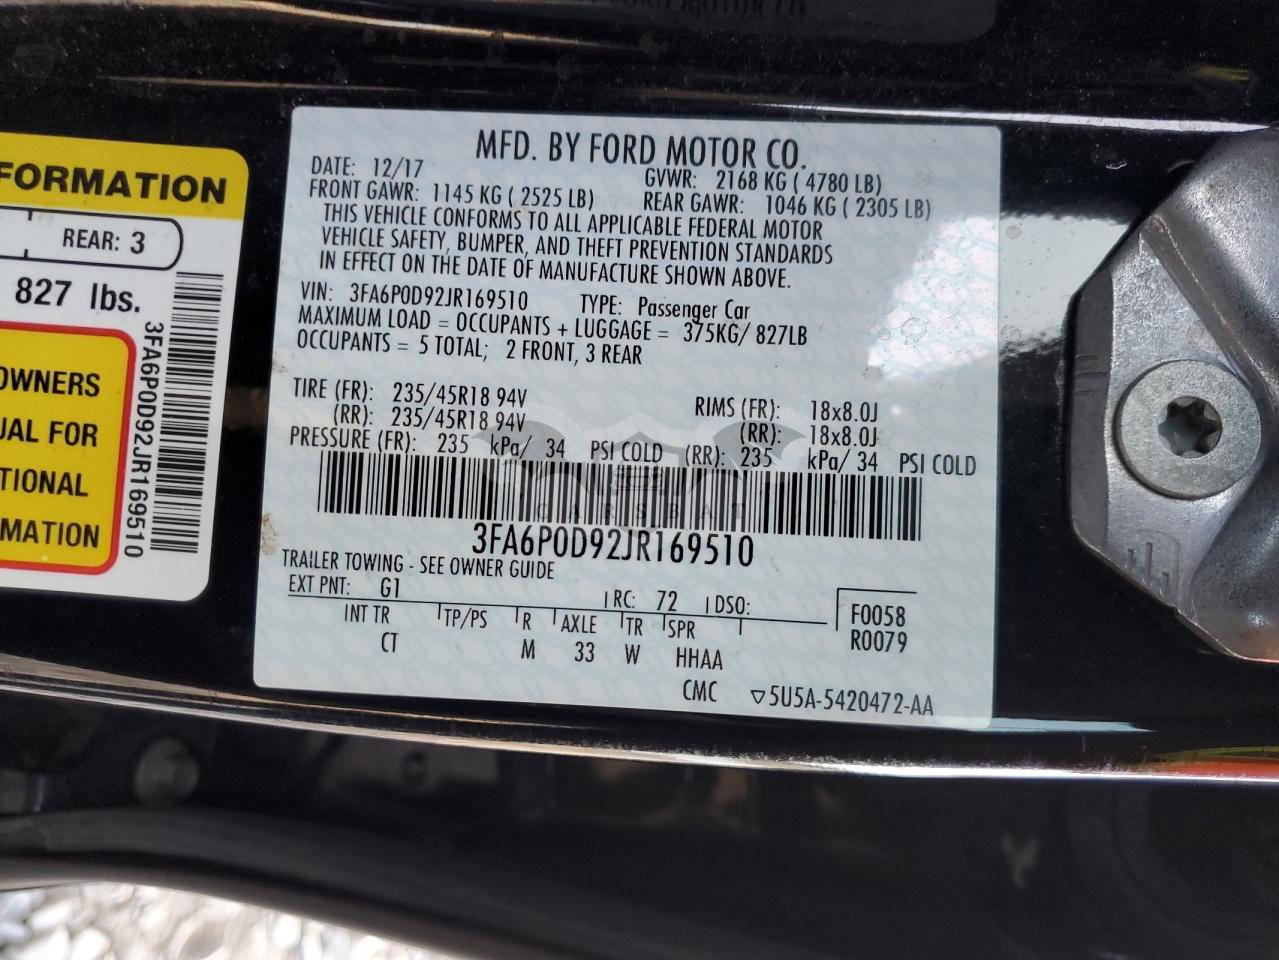 MFD. BY FORD MOTOR CO.
DATE: 12/17 GVWR: 2168 KG ( 4780 LB)
FRONT GAWR: 1145 KG ( 2525 LB) REAR GAWR: 1046 KG ( 2305 LB)
THIS VEHICLE CONFORMS TO ALL APPLICABLE FEDERAL MOTOR
VEHICLE SAFETY, BUMPER, AND THEFT PREVENTION STANDARDS
IN EFFECT ON THE DATE OF MANUFACTURE SHOWN ABOVE.
VIN: 3FA6P0D92JR169510 TYPE: Passenger Car
MAXIMUM LOAD = OCCUPANTS + LUGGAGE = 375KG/ 827LB
OCCUPANTS = 5 TOTAL; 2 FRONT, 3 REAR
TIRE (FR): 235/45R18 94V RIMS (FR): 18x8.0J
(RR): 235/45R18 94V (RR): 18x8.0J
PRESSURE (FR): 235 kPa/ 34 PSI COLD (RR): 235 kPa/ 34 PSI COLD
CARSBAT
3FA6P0D92JR169510
TRAILER TOWING - SEE OWNER GUIDE
EXT PNT: G1 RC: 72 DSO: F0058
INT TR TP/PS R AXLE TR SPR R0079
CT M 33 W HHAA
CMC ▽5U5A-5420472-AA
FORMATION
REAR: 3
827 lbs.
OWNERS
UAL FOR
TIONAL
RMATION
3FA6P0D92JR169510